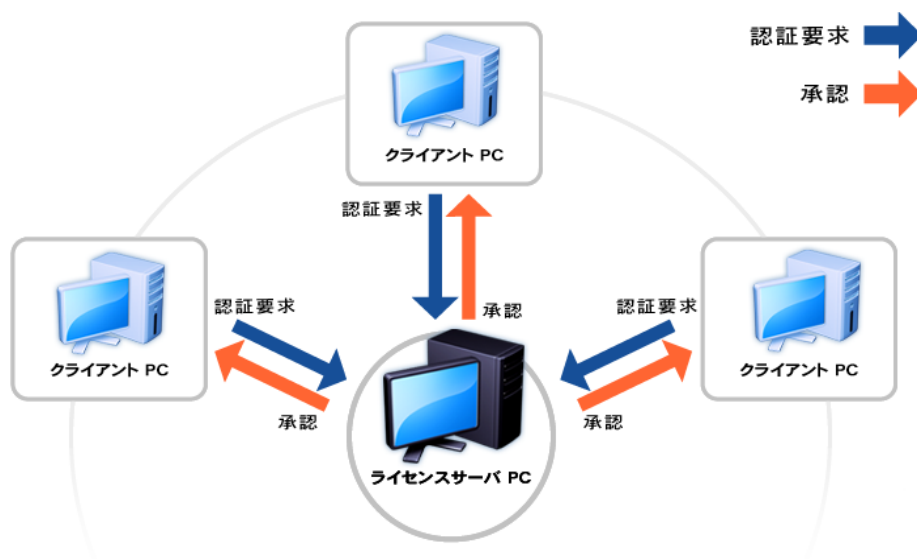 認証要求
承認
クライアント PC
認証要求
承認
クライアント PC
認証要求
承認
クライアント PC
認証要求
承認
ライセンスサーバ PC